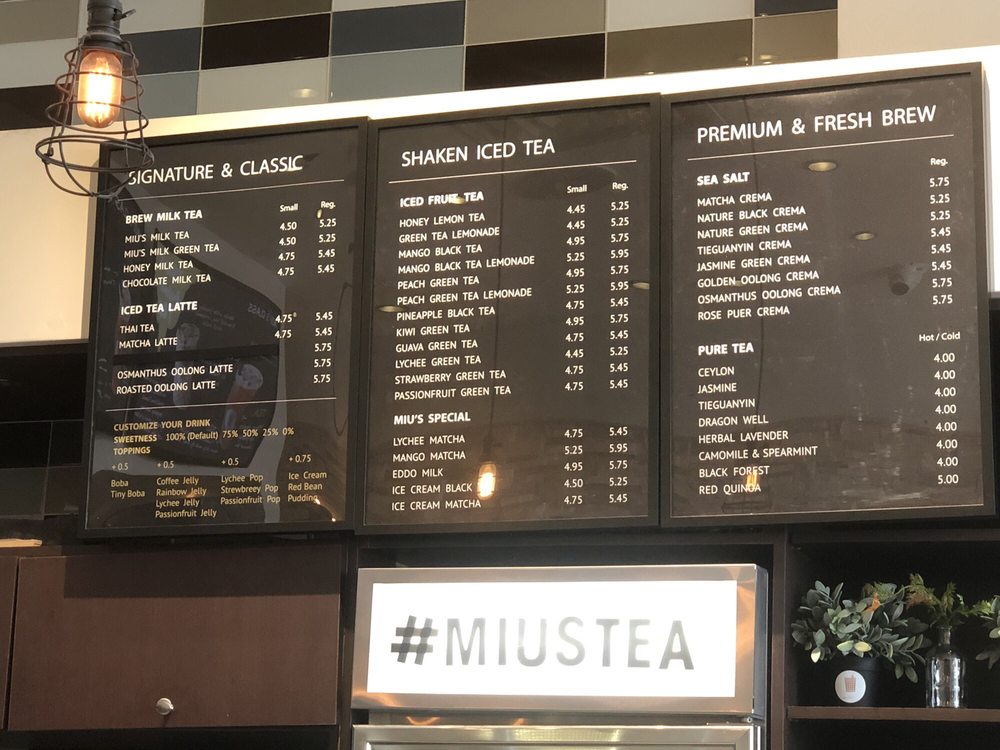 SIGNATURE & CLASSIC
BREW MILK TEA Small Reg.
MIU'S MILK TEA 4.50 5.25
MIU'S MILK GREEN TEA 4.50 5.25
HONEY MILK TEA 4.75 5.45
CHOCOLATE MILK TEA 4.75 5.45
ICED TEA LATTE
THAI TEA 4.75 5.45
MATCHA LATTE 4.75 5.45
5.75
OSMANTHUS OOLONG LATTE 5.75
ROASTED OOLONG LATTE 5.75
CUSTOMIZE YOUR DRINK
SWEETNESS 100% (Default) 75% 50% 25% 0%
TOPPINGS
+ 0.5 + 0.5 + 0.5 + 0.75
Boba Coffee Jelly Lychee Pop Ice Cream
Tiny Boba Rainbow Jelly Strewbreey Pop Red Bean
Lychee Jelly Passionfruit Pop Pudding
Passionfruit Jelly
SHAKEN ICED TEA
ICED FRUIT TEA Small Reg.
HONEY LEMON TEA 4.45 5.25
GREEN TEA LEMONADE 4.45 5.25
MANGO BLACK TEA 4.95 5.75
MANGO BLACK TEA LEMONADE 5.25 5.95
PEACH GREEN TEA 4.95 5.75
PEACH GREEN TEA LEMONADE 5.25 5.95
PINEAPPLE BLACK TEA 4.75 5.45
KIWI GREEN TEA 4.95 5.75
GUAVA GREEN TEA 4.75 5.45
LYCHEE GREEN TEA 4.45 5.25
STRAWBERRY GREEN TEA 4.75 5.45
PASSIONFRUIT GREEN TEA 4.75 5.45
MIU'S SPECIAL
LYCHEE MATCHA 4.75 5.45
MANGO MATCHA 5.25 5.95
EDDO MILK 4.95 5.75
ICE CREAM BLACK 4.50 5.25
ICE CREAM MATCHA 4.75 5.45
PREMIUM & FRESH BREW
SEA SALT Reg.
MATCHA CREMA 5.75
NATURE BLACK CREMA 5.25
NATURE GREEN CREMA 5.25
TIEGUANYIN CREMA 5.45
JASMINE GREEN CREMA 5.45
GOLDEN OOLONG CREMA 5.45
OSMANTHUS OOLONG CREMA 5.75
ROSE PUER CREMA 5.75
PURE TEA Hot / Cold
CEYLON 4.00
JASMINE 4.00
TIEGUANYIN 4.00
DRAGON WELL 4.00
HERBAL LAVENDER 4.00
CAMOMILE & SPEARMINT 4.00
BLACK FOREST 4.00
RED QUINOA 5.00
#MIUSTEA